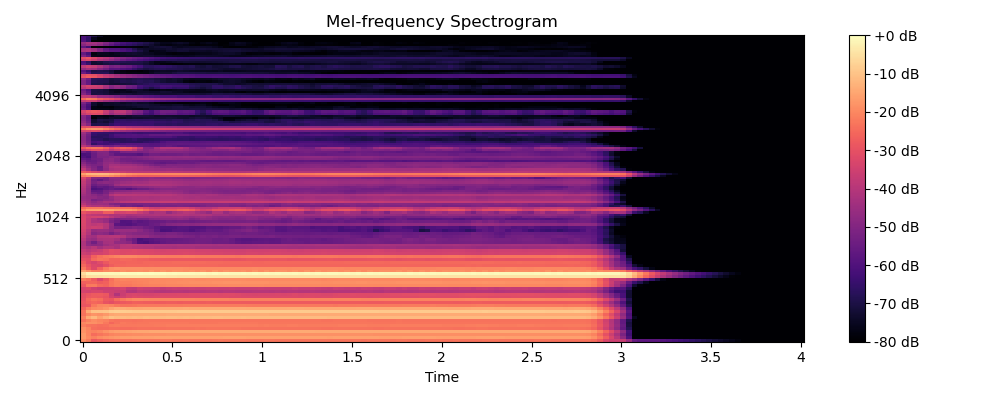 Mel-frequency Spectrogram
Hz
4096
2048
1024
512
0
0 0.5 1 1.5 2 2.5 3 3.5 4
Time
+0 dB
-10 dB
-20 dB
-30 dB
-40 dB
-50 dB
-60 dB
-70 dB
-80 dB